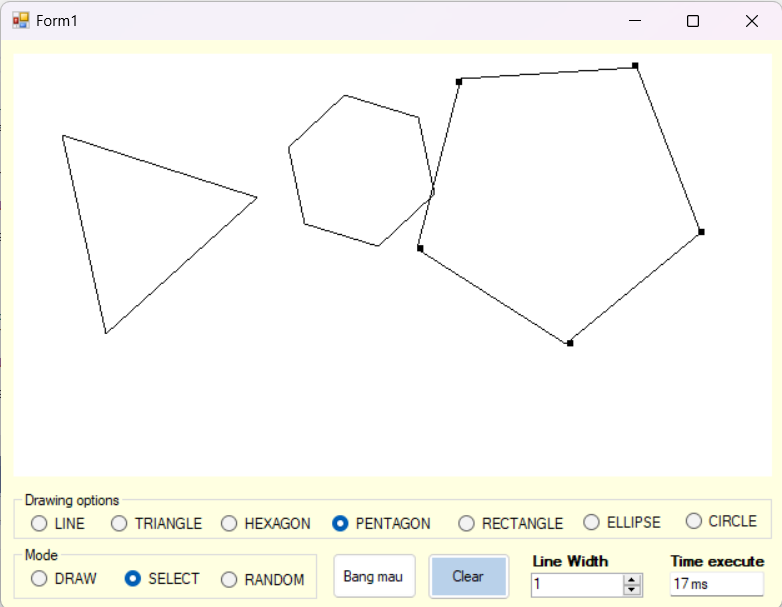 Form1
Drawing options
LINE TRIANGLE HEXAGON PENTAGON RECTANGLE ELLIPSE CIRCLE
Mode
DRAW SELECT RANDOM
Bang mau
Clear
Line Width
1
Time execute
17 ms